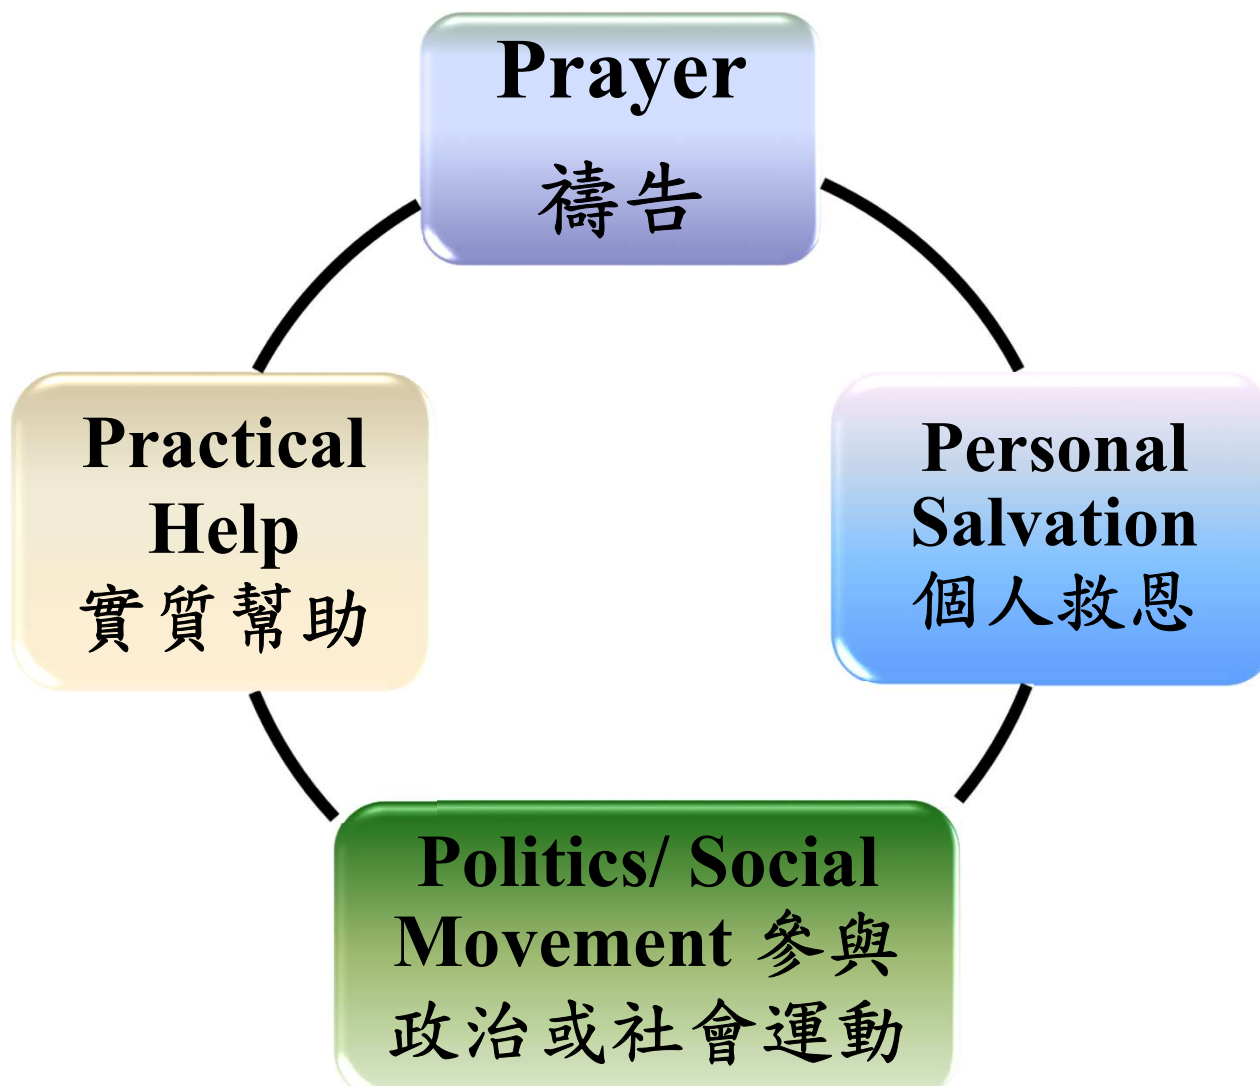 Prayer
禱告
Practical
Help
實質幫助
Personal
Salvation
個人救恩
Politics/ Social
Movement 參與
政治或社會運動